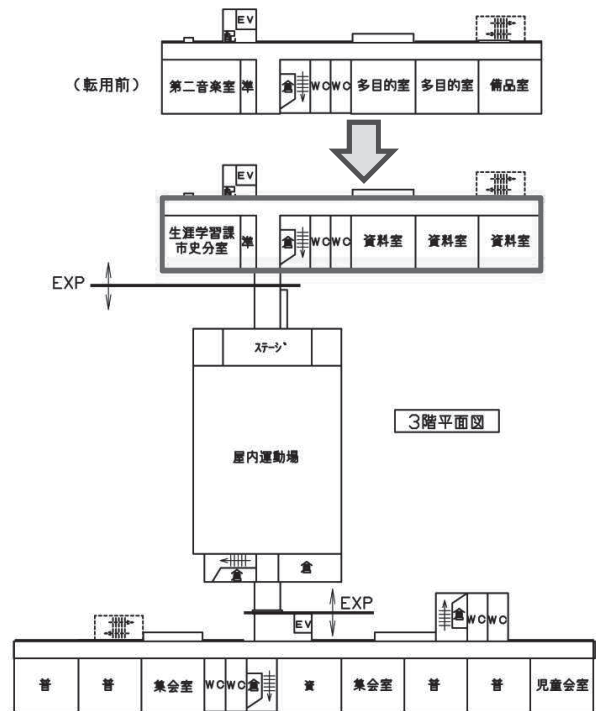 EV
配
(転用前)
第二音楽室
準
倉
WC
WC
多目的室
多目的室
備品室
EV
配
生涯学習課
市史分室
準
倉
WC
WC
資料室
資料室
資料室
EXP
ステージ
3階平面図
屋内運動場
倉
倉
EXP
EV
倉
WC
WC
普
普
集会室
WC
WC
倉
資
集会室
普
普
児童会室